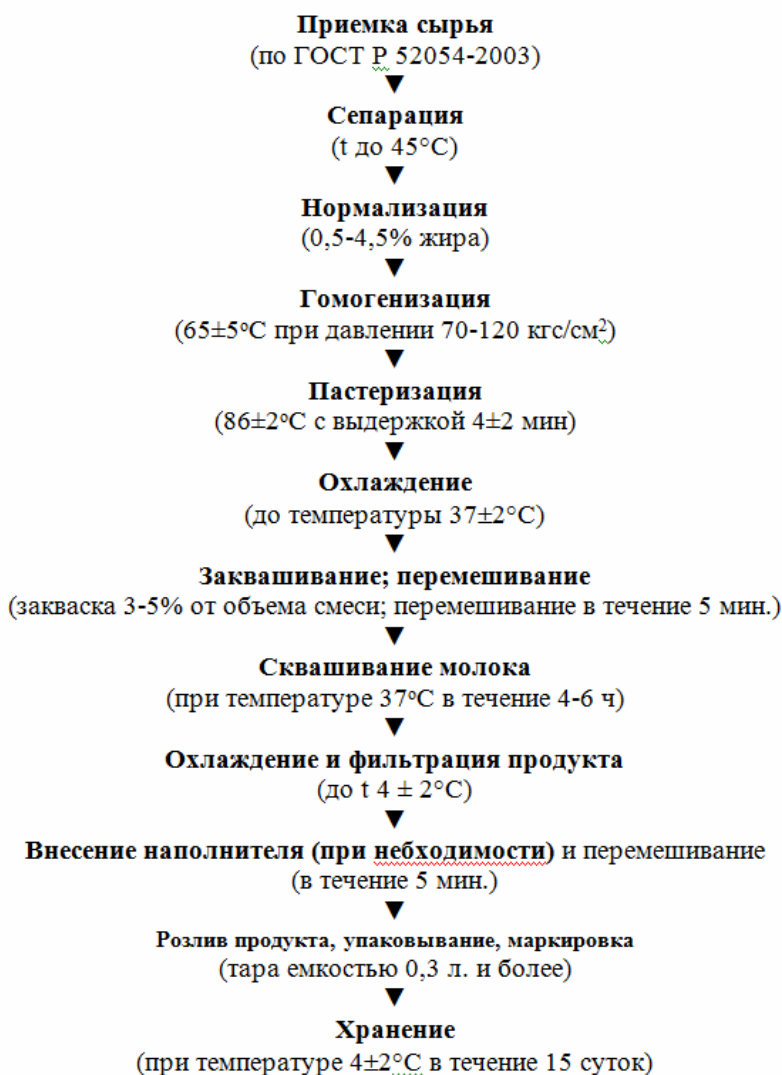 Приемка сырья
(по ГОСТ Р 52054-2003)
Сепарация
(t до 45°С)
Нормализация
(0,5-4,5% жира)
Гомогенизация
(65±5°С при давлении 70-120 кгс/см²)
Пастеризация
(86±2°С с выдержкой 4±2 мин)
Охлаждение
(до температуры 37±2°С)
Заквашивание; перемешивание
(закваска 3-5% от объема смеси; перемешивание в течение 5 мин.)
Сквашивание молока
(при температуре 37°С в течение 4-6 ч)
Охлаждение и фильтрация продукта
(до t 4 ± 2°С)
Внесение наполнителя (при небходимости) и перемешивание
(в течение 5 мин.)
Розлив продукта, упаковывание, маркировка
(тара емкостью 0,3 л. и более)
Хранение
(при температуре 4±2°С в течение 15 суток)